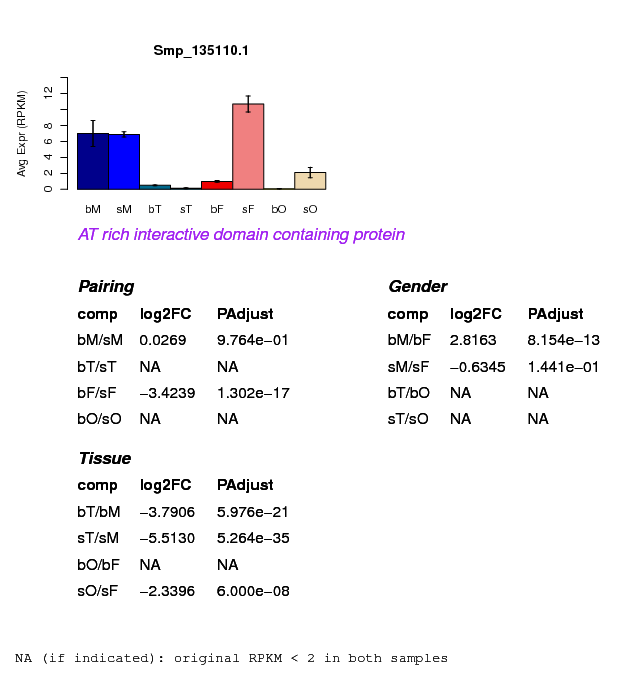 Smp_135110.1
Avg Expr (RPKM)
0 2 4 6 8 12
bM sM bT sT bF sF bO sO
AT rich interactive domain containing protein
Pairing
comp log2FC PAdjust
bM/sM 0.0269 9.764e−01
bT/sT NA NA
bF/sF −3.4239 1.302e−17
bO/sO NA NA
Gender
comp log2FC PAdjust
bM/bF 2.8163 8.154e−13
sM/sF −0.6345 1.441e−01
bT/bO NA NA
sT/sO NA NA
Tissue
comp log2FC PAdjust
bT/bM −3.7906 5.976e−21
sT/sM −5.5130 5.264e−35
bO/bF NA NA
sO/sF −2.3396 6.000e−08
NA (if indicated): original RPKM < 2 in both samples